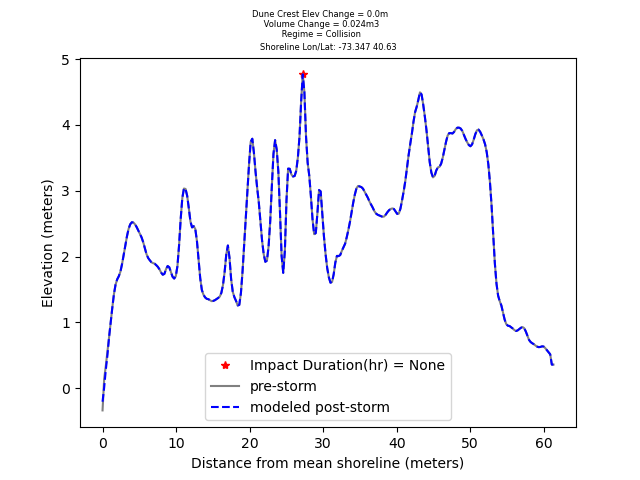 Dune Crest Elev Change = 0.0m
Volume Change = 0.024m3
Regime = Collision
Shoreline Lon/Lat: -73.347 40.63
5
4
3
2
1
0
Elevation (meters)
Impact Duration(hr) = None
pre-storm
modeled post-storm
0 10 20 30 40 50 60
Distance from mean shoreline (meters)